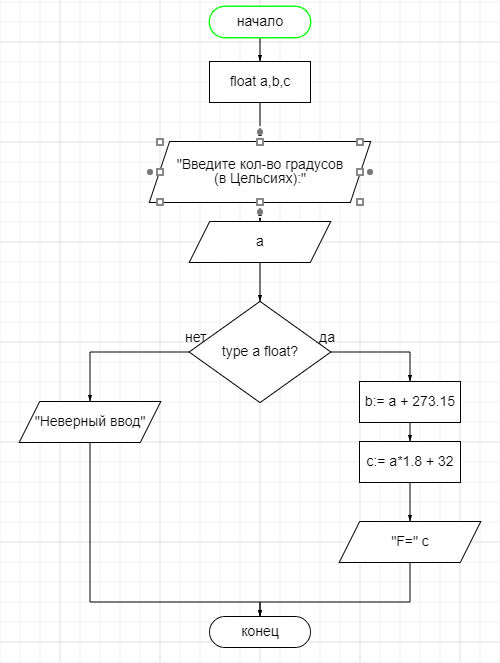 начало
float a,b,c
"Введите кол-во градусов
(в Цельсиях):"
a
type a float?
нет
да
"Неверный ввод"
b:= a + 273.15
c:= a*1.8 + 32
"F=" c
конец